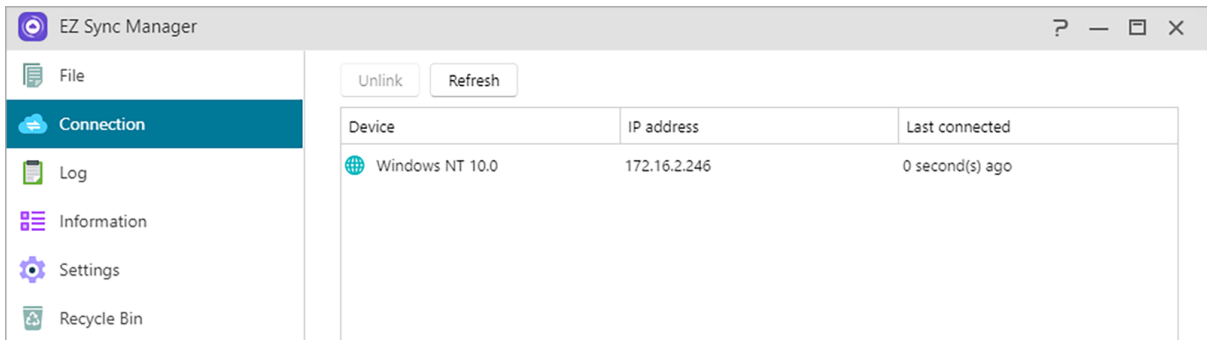 EZ Sync Manager
File
Connection
Log
Information
Settings
Recycle Bin
Unlink Refresh
Device IP address Last connected
Windows NT 10.0 172.16.2.246 0 second(s) ago